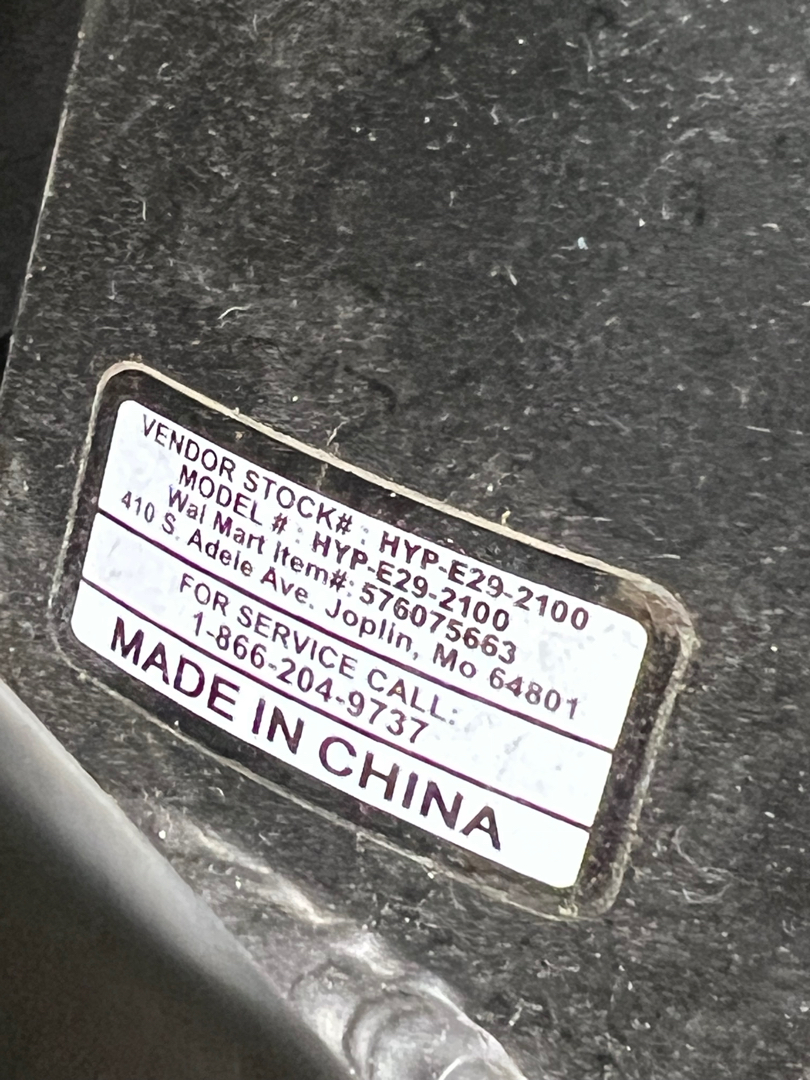 VENDOR STOCK# : HYP-E29-2100
MODEL # : HYP-E29-2100
Wal Mart Item#: 576075663
410 S. Adele Ave. Joplin, Mo 64801
FOR SERVICE CALL:
1-866-204-9737
MADE IN CHINA